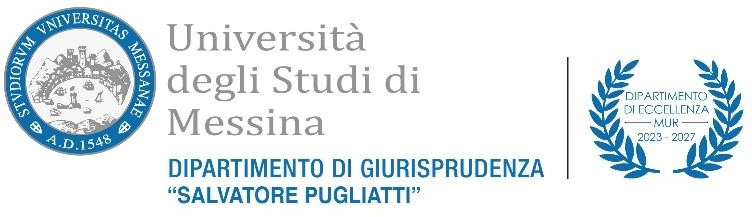 STVDIORVM VNIVERSITAS MESSANAE
A.D.1548
Università
degli Studi di
Messina
DIPARTIMENTO DI GIURISPRUDENZA
“SALVATORE PUGLIATTI”
DIPARTIMENTO
DI ECCELLENZA
MUR
2023 - 2027